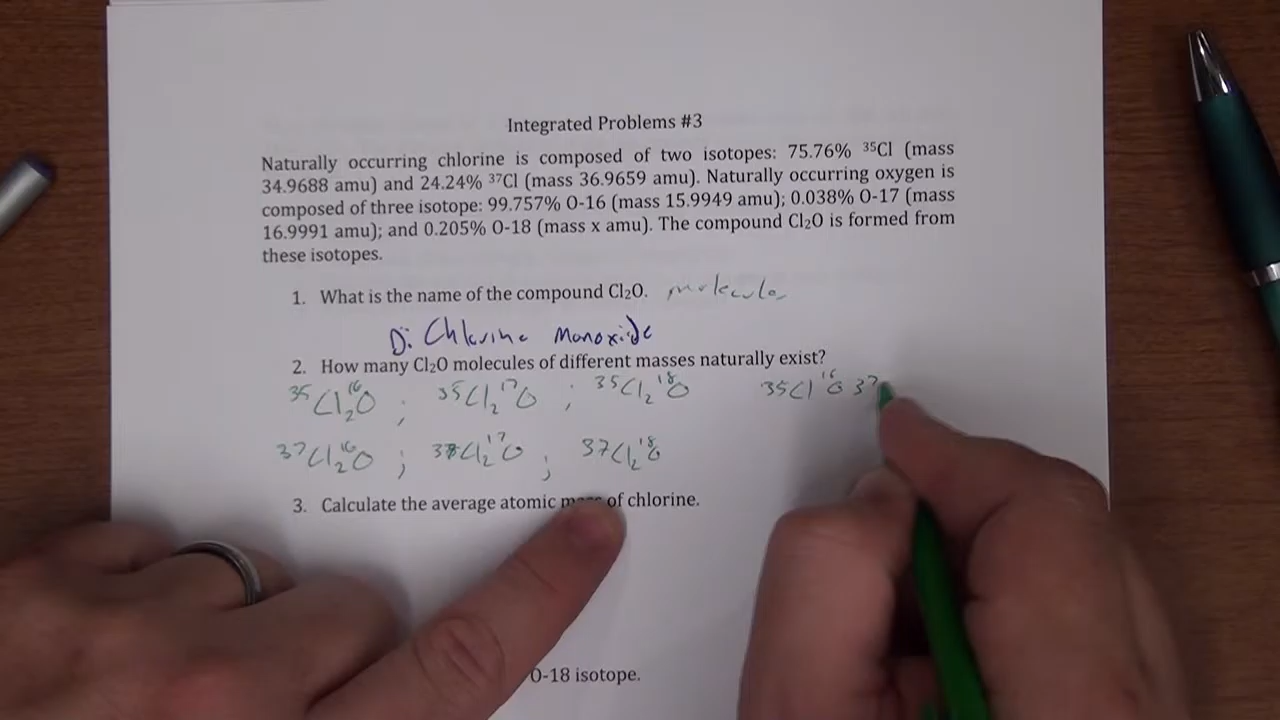 Integrated Problems #3
Naturally occurring chlorine is composed of two isotopes: 75.76% ³⁵Cl (mass
34.9688 amu) and 24.24% ³⁷Cl (mass 36.9659 amu). Naturally occurring oxygen is
composed of three isotope: 99.757% O-16 (mass 15.9949 amu); 0.038% O-17 (mass
16.9991 amu); and 0.205% O-18 (mass x amu). The compound Cl₂O is formed from
these isotopes.
1. What is the name of the compound Cl₂O. molecular
Di Chlorine Monoxide
2. How many Cl₂O molecules of different masses naturally exist?
³⁵Cl₂¹⁶O ; ³⁵Cl₂¹⁷O ; ³⁵Cl₂¹⁸O ³⁵Cl¹⁶O ³⁷
³⁷Cl₂¹⁶O ; ³⁷Cl₂¹⁷O ; ³⁷Cl₂¹⁸O
3. Calculate the average atomic mass of chlorine.
O-18 isotope.